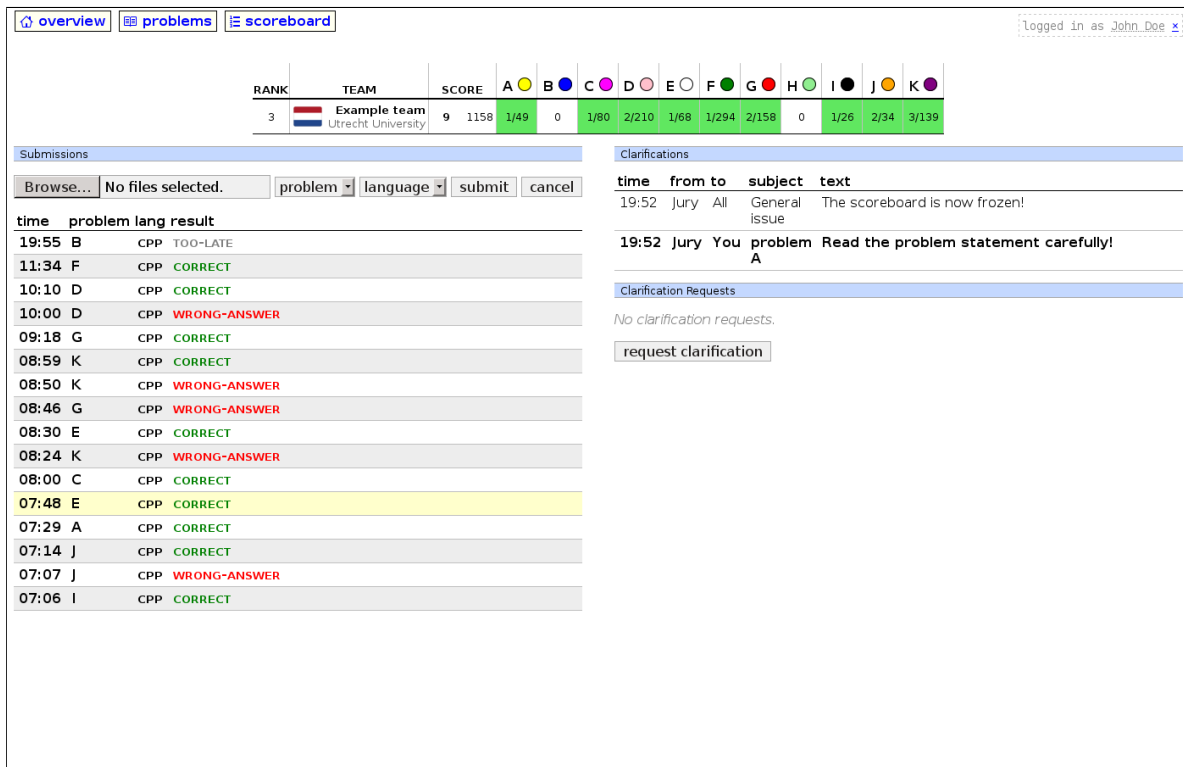 overview problems scoreboard
logged in as John Doe ×
RANK TEAM SCORE A B C D E F G H I J K
3 Example team 9 1158 1/49 0 1/80 2/210 1/68 1/294 2/158 0 1/26 2/34 3/139
Utrecht University
Submissions
Browse... No files selected. problem language submit cancel
time problem lang result
19:55 B CPP TOO-LATE
11:34 F CPP CORRECT
10:10 D CPP CORRECT
10:00 D CPP WRONG-ANSWER
09:18 G CPP CORRECT
08:59 K CPP CORRECT
08:50 K CPP WRONG-ANSWER
08:46 G CPP WRONG-ANSWER
08:30 E CPP CORRECT
08:24 K CPP WRONG-ANSWER
08:00 C CPP CORRECT
07:48 E CPP CORRECT
07:29 A CPP CORRECT
07:14 J CPP CORRECT
07:07 J CPP WRONG-ANSWER
07:06 I CPP CORRECT
Clarifications
time from to subject text
19:52 Jury All General The scoreboard is now frozen!
issue
19:52 Jury You problem Read the problem statement carefully!
A
Clarification Requests
No clarification requests.
request clarification